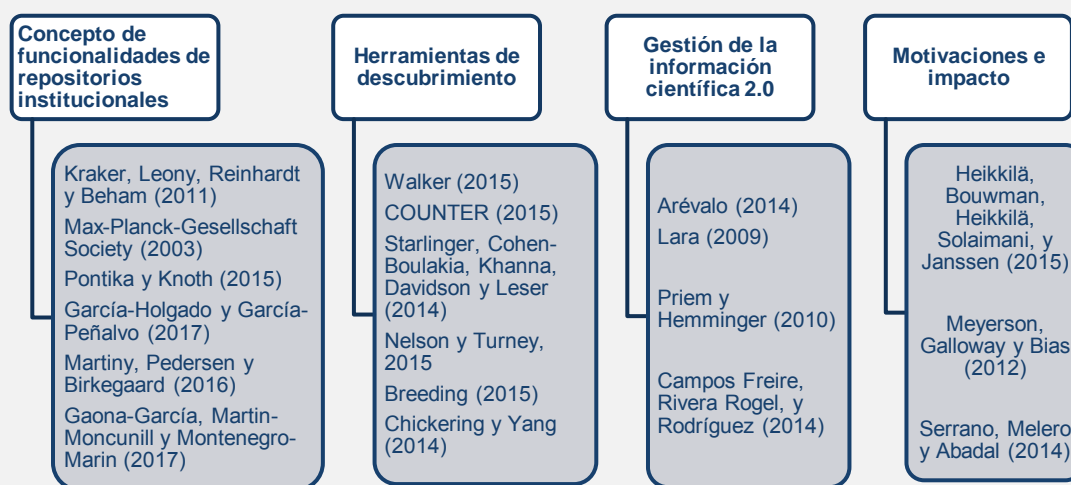 Concepto de
funcionalidades de
repositorios
institucionales
Kraker, Leony, Reinhardt
y Beham (2011)
Max-Planck-Gesellschaft
Society (2003)
Pontika y Knoth (2015)
García-Holgado y García-
Peñalvo (2017)
Martiny, Pedersen y
Birkegaard (2016)
Gaona-García, Martin-
Moncunill y Montenegro-
Marin (2017)
Herramientas de
descubrimiento
Walker (2015)
COUNTER (2015)
Starlinger, Cohen-
Boulakia, Khanna,
Davidson y Leser
(2014)
Nelson y Turney,
2015
Breeding (2015)
Chickering y Yang
(2014)
Gestión de la
información
científica 2.0
Arévalo (2014)
Lara (2009)
Priem y
Hemminger (2010)
Campos Freire,
Rivera Rogel, y
Rodríguez (2014)
Motivaciones e
impacto
Heikkilä,
Bouwman,
Heikkilä,
Solaimani, y
Janssen (2015)
Meyerson,
Galloway y Bias
(2012)
Serrano, Melero
y Abadal (2014)